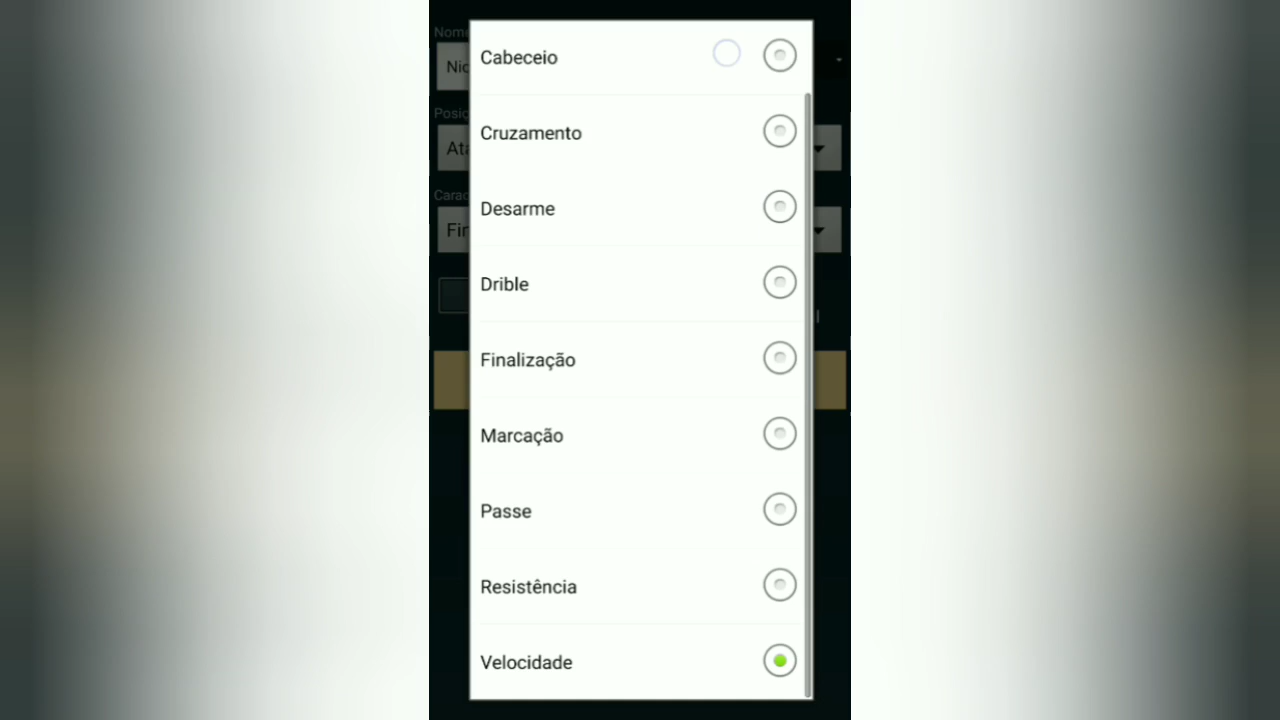 Cabeceio
Cruzamento
Desarme
Drible
Finalização
Marcação
Passe
Resistência
Velocidade